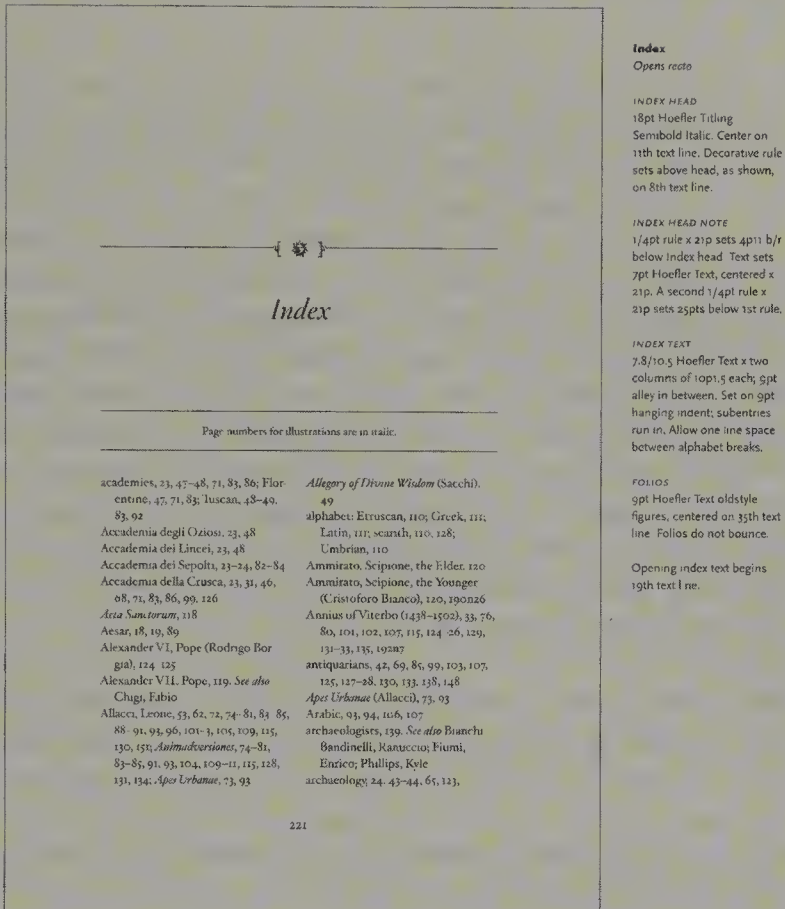 Index
Page numbers for illustrations are in italic.
academies, 23, 47–48, 71, 83, 86; Flor-
entine, 47, 71, 83; Tuscan, 48–49,
83, 92
Accademia degli Oziosi, 23, 48
Accademia dei Lincei, 23, 48
Accademia dei Sepolti, 23–24, 82–84
Accademia della Crusca, 23, 31, 46,
68, 71, 83, 86, 99, 126
Acta Sanctorum, 118
Aesar, 18, 19, 89
Alexander VI, Pope (Rodrigo Bor
gia), 124 125
Alexander VII, Pope, 119. See also
Chigi, Fabio
Allacci, Leone, 53, 62, 72, 74–81, 83 85,
88–91, 93, 96, 101–3, 105, 109, 115,
130, 151; Animadversiones, 74–81,
83–85, 91, 93, 104, 109–11, 115, 128,
131, 134; Apes Urbanae, 73, 93
Allegory of Divine Wisdom (Sacchi),
49
alphabet: Etruscan, 110; Greek, 111;
Latin, 111; search, 110, 128;
Umbrian, 110
Ammirato, Scipione, the Elder, 120
Ammirato, Scipione, the Younger
(Cristoforo Bianco), 120, 190n26
Annius of Viterbo (1438–1502), 33, 76,
80, 101, 102, 107, 115, 124–26, 129,
131–33, 135, 192n7
antiquarians, 42, 69, 85, 99, 103, 107,
125, 127–28, 130, 133, 138, 148
Apes Urbanae (Allacci), 73, 93
Arabic, 93, 94, 106, 107
archaeologists, 139. See also Bianchi
Bandinelli, Ranuccio; Fiumi,
Enrico; Phillips, Kyle
archaeology, 24, 43–44, 65, 123,
221
Index
Opens recto
INDEX HEAD
18pt Hoefler Titling
Semibold Italic. Center on
11th text line. Decorative rule
sets above head, as shown,
on 8th text line.
INDEX HEAD NOTE
1/4pt rule x 21p sets 4p11 b/r
below Index head Text sets
7pt Hoefler Text, centered x
21p. A second 1/4pt rule x
21p sets 25pts below 1st rule.
INDEX TEXT
7.8/10.5 Hoefler Text x two
columns of 10p1.5 each; 9pt
alley in between. Set on 9pt
hanging indent; subentries
run in. Allow one line space
between alphabet breaks.
FOLIOS
9pt Hoefler Text oldstyle
figures, centered on 35th text
line Folios do not bounce.
Opening index text begins
19th text line.